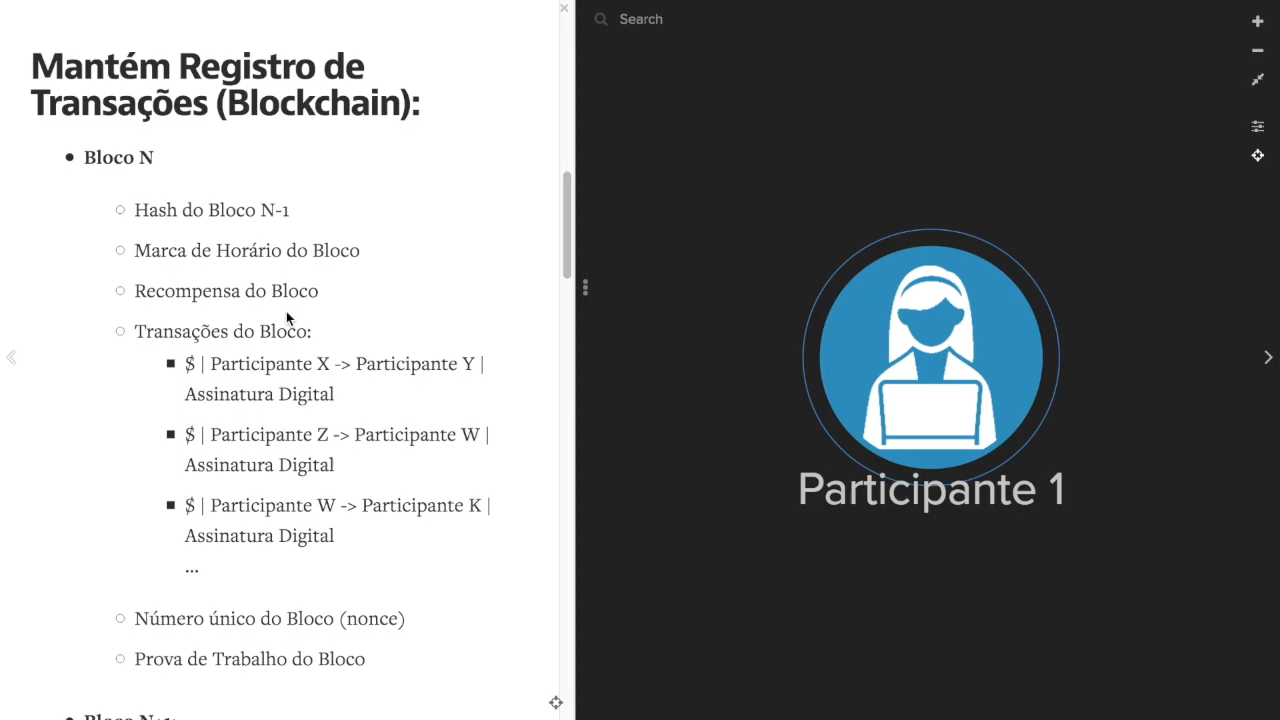 Mantém Registro de
Transações (Blockchain):
Bloco N
Hash do Bloco N-1
Marca de Horário do Bloco
Recompensa do Bloco
Transações do Bloco:
$ | Participante X -> Participante Y |
Assinatura Digital
$ | Participante Z -> Participante W |
Assinatura Digital
$ | Participante W -> Participante K |
Assinatura Digital
...
Número único do Bloco (nonce)
Prova de Trabalho do Bloco
Search
Participante 1